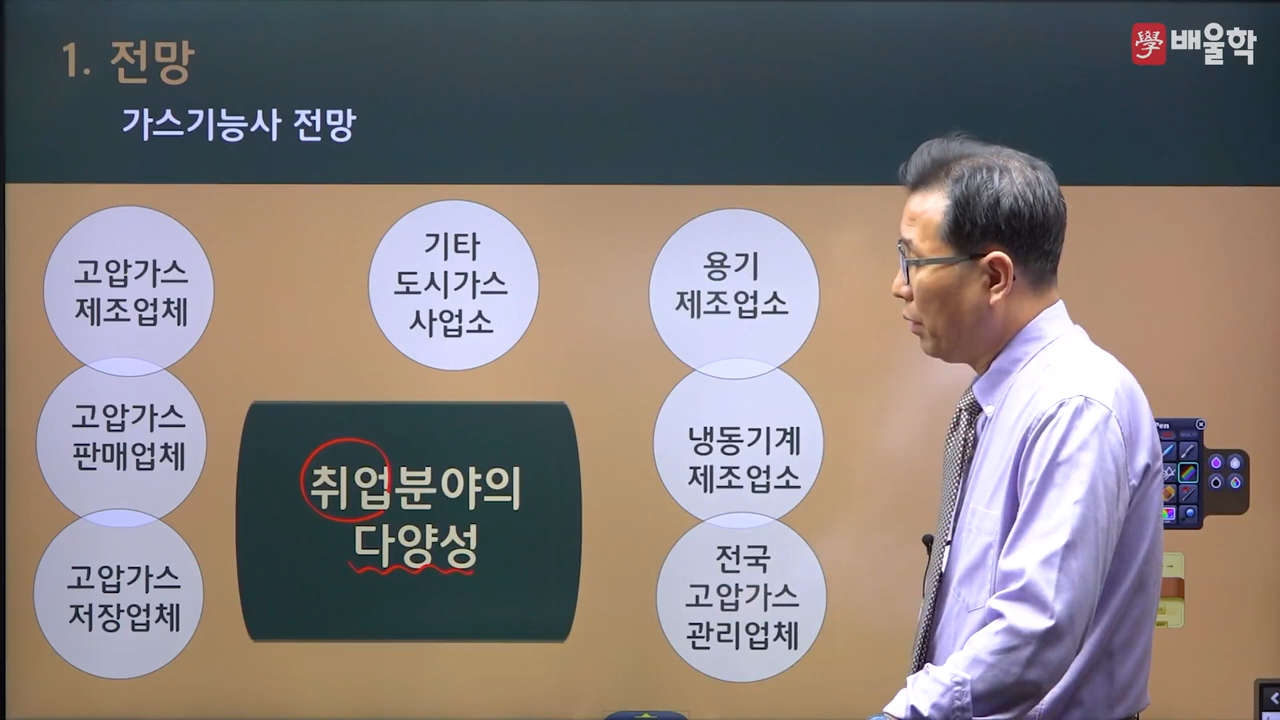 1. 전망
가스기능사 전망
學 배울학
고압가스
제조업체
기타
도시가스
사업소
용기
제조업소
고압가스
판매업체
취업분야의
다양성
냉동기계
제조업소
고압가스
저장업체
전국
고압가스
관리업체
Pen